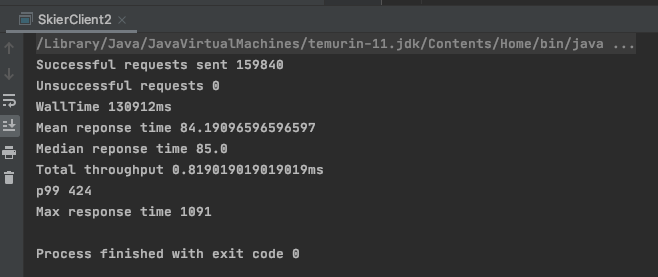 SkierClient2
/Library/Java/JavaVirtualMachines/temurin-11.jdk/Contents/Home/bin/java ...
Successful requests sent 159840
Unsuccessful requests 0
WallTime 130912ms
Mean reponse time 84.19096596596597
Median reponse time 85.0
Total throughput 0.819019019019019ms
p99 424
Max response time 1091
Process finished with exit code 0